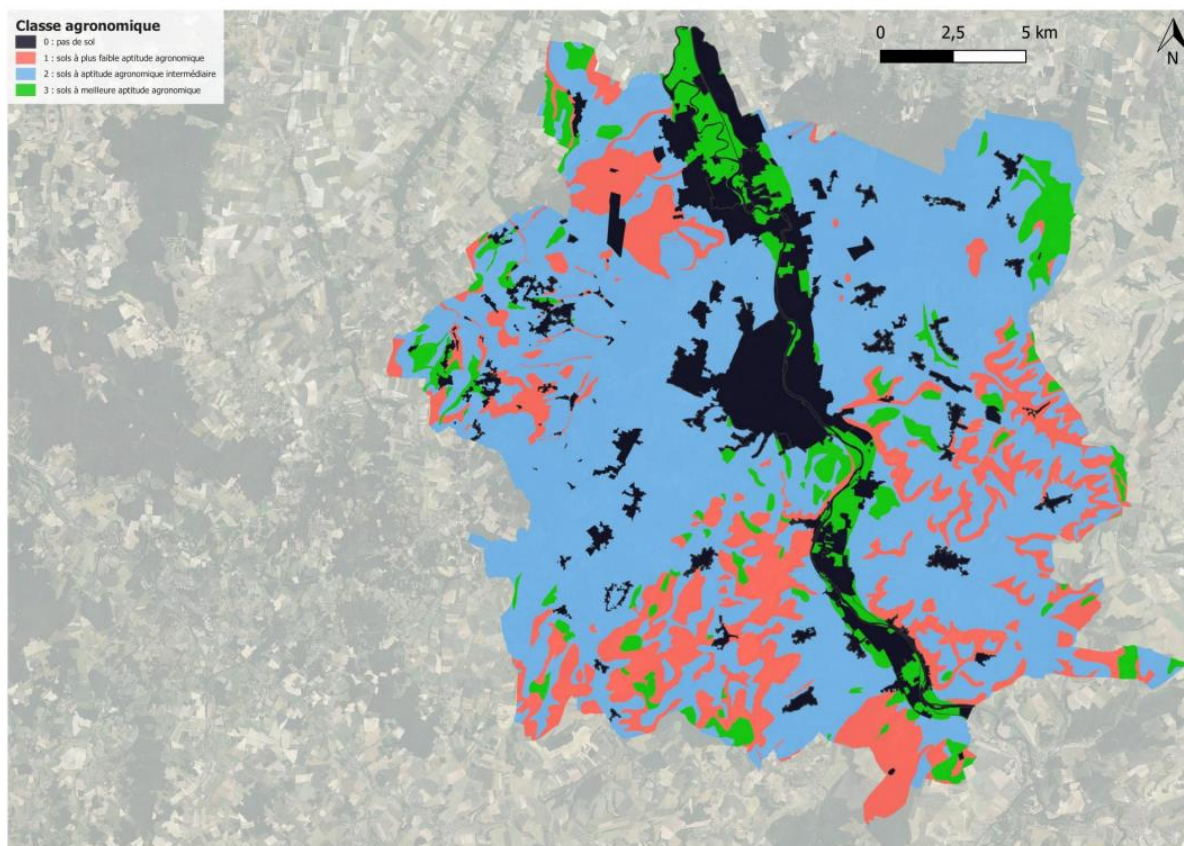 Classe agronomique
0 : pas de sol
1 : sols à plus faible aptitude agronomique
2 : sols à aptitude agronomique intermédiaire
3 : sols à meilleure aptitude agronomique
0 2,5 5 km
N